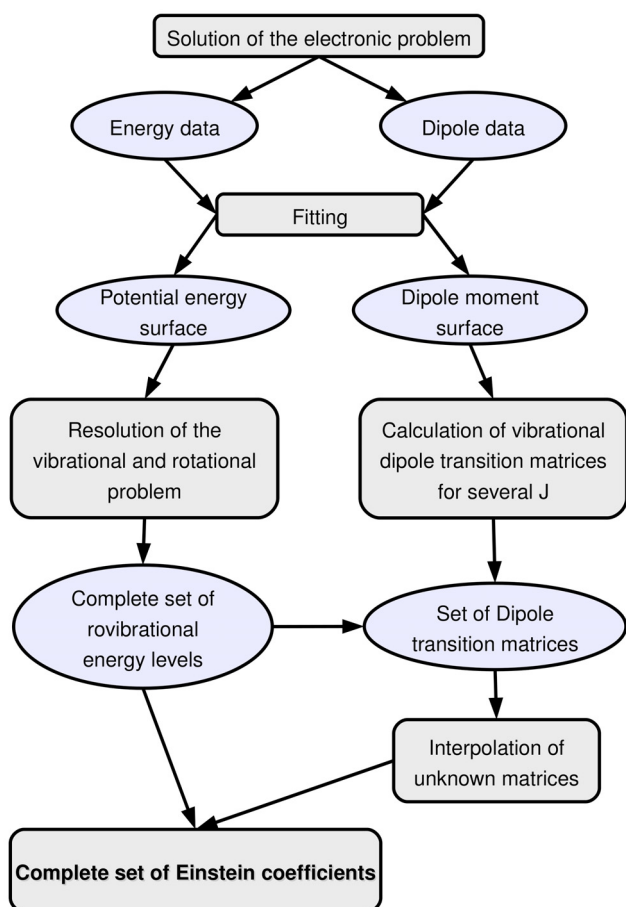 Solution of the electronic problem
Energy data
Dipole data
Fitting
Potential energy
surface
Dipole moment
surface
Resolution of the
vibrational and rotational
problem
Calculation of vibrational
dipole transition matrices
for several J
Complete set of
rovibrational
energy levels
Set of Dipole
transition matrices
Interpolation of
unknown matrices
Complete set of Einstein coefficients